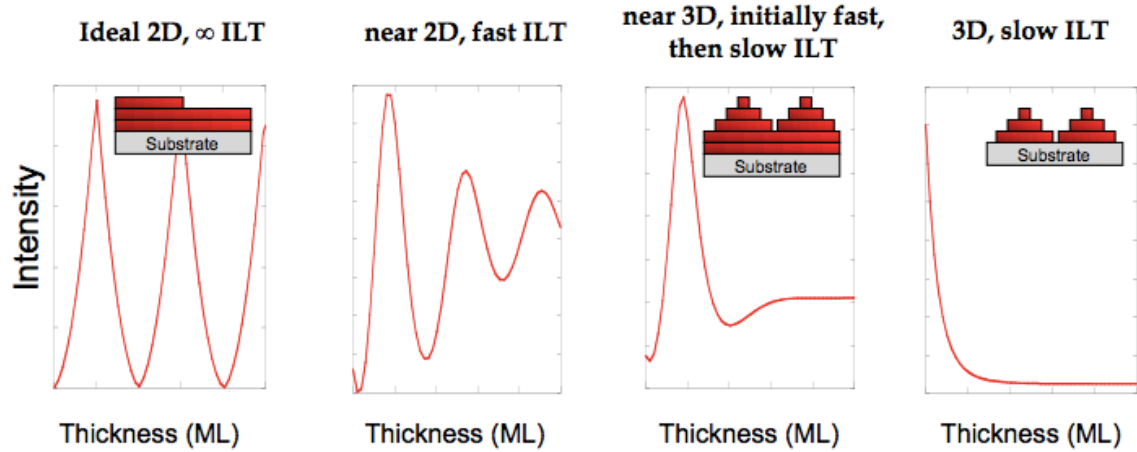 Ideal 2D, ∞ ILT
near 2D, fast ILT
near 3D, initially fast,
then slow ILT
3D, slow ILT
Intensity
Substrate
Substrate
Substrate
Thickness (ML)
Thickness (ML)
Thickness (ML)
Thickness (ML)